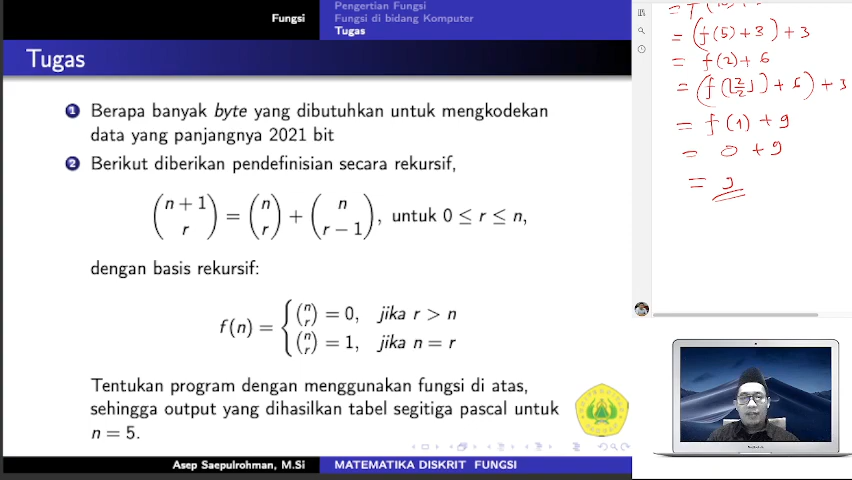 Fungsi
Pengertian Fungsi
Fungsi di bidang Komputer
Tugas
Tugas
1 Berapa banyak byte yang dibutuhkan untuk mengkodekan
data yang panjangnya 2021 bit
2 Berikut diberikan pendefinisian secara rekursif,
(n + 1 r) = (n r) + (n r − 1), untuk 0 ≤ r ≤ n,
dengan basis rekursif:
f(n) = { (n r) = 0, jika r > n
(n r) = 1, jika n = r
Tentukan program dengan menggunakan fungsi di atas,
sehingga output yang dihasilkan tabel segitiga pascal untuk
n = 5.
Asep Saepulrohman, M.Si
MATEMATIKA DISKRIT FUNGSI
= (f(5) + 3) + 3
= f(2) + 6
= (f(⌊2/2⌋) + 6) + 3
= f(1) + 9
= 0 + 9
= 9